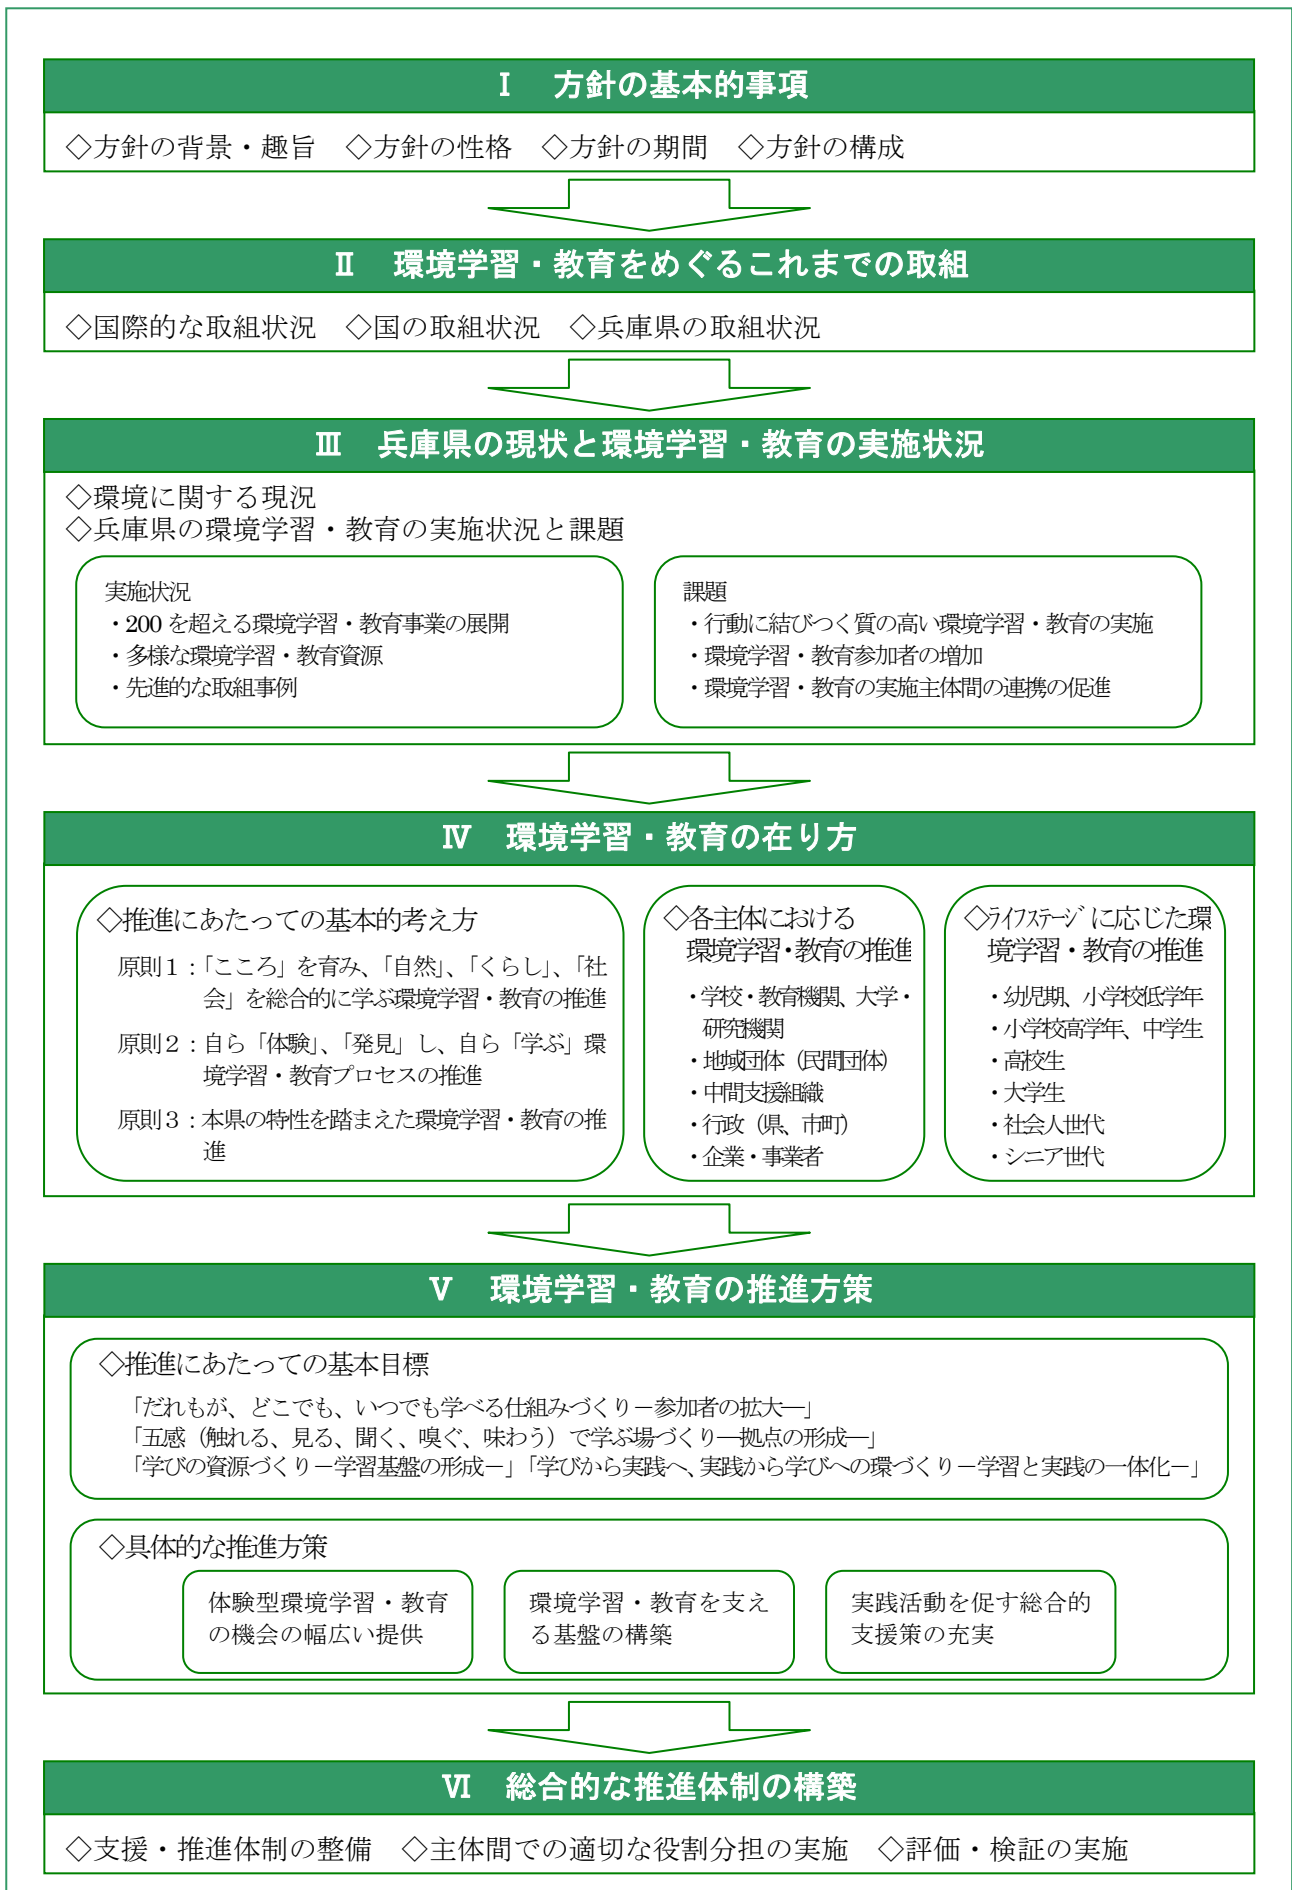 Ⅰ　方針の基本的事項
◇方針の背景・趣旨　◇方針の性格　◇方針の期間　◇方針の構成
Ⅱ　環境学習・教育をめぐるこれまでの取組
◇国際的な取組状況　◇国の取組状況　◇兵庫県の取組状況
Ⅲ　兵庫県の現状と環境学習・教育の実施状況
◇環境に関する現況
◇兵庫県の環境学習・教育の実施状況と課題
実施状況
・200を超える環境学習・教育事業の展開
・多様な環境学習・教育資源
・先進的な取組事例
課題
・行動に結びつく質の高い環境学習・教育の実施
・環境学習・教育参加者の増加
・環境学習・教育の実施主体間の連携の促進
Ⅳ　環境学習・教育の在り方
◇推進にあたっての基本的考え方
原則１：「こころ」を育み、「自然」、「くらし」、「社
会」を総合的に学ぶ環境学習・教育の推進
原則２：自ら「体験」、「発見」し、自ら「学ぶ」環
境学習・教育プロセスの推進
原則３：本県の特性を踏まえた環境学習・教育の推
進
◇各主体における
環境学習・教育の推進
・学校・教育機関、大学・
研究機関
・地域団体（民間団体）
・中間支援組織
・行政（県、市町）
・企業・事業者
◇ﾗｲﾌｽﾃｰｼﾞに応じた環
境学習・教育の推進
・幼児期、小学校低学年
・小学校高学年、中学生
・高校生
・大学生
・社会人世代
・シニア世代
Ⅴ　環境学習・教育の推進方策
◇推進にあたっての基本目標
「だれもが、どこでも、いつでも学べる仕組みづくり－参加者の拡大―」
「五感（触れる、見る、聞く、嗅ぐ、味わう）で学ぶ場づくり―拠点の形成―」
「学びの資源づくり－学習基盤の形成－」「学びから実践へ、実践から学びへの環づくり－学習と実践の一体化－」
◇具体的な推進方策
体験型環境学習・教育
の機会の幅広い提供
環境学習・教育を支え
る基盤の構築
実践活動を促す総合的
支援策の充実
Ⅵ　総合的な推進体制の構築
◇支援・推進体制の整備　◇主体間での適切な役割分担の実施　◇評価・検証の実施